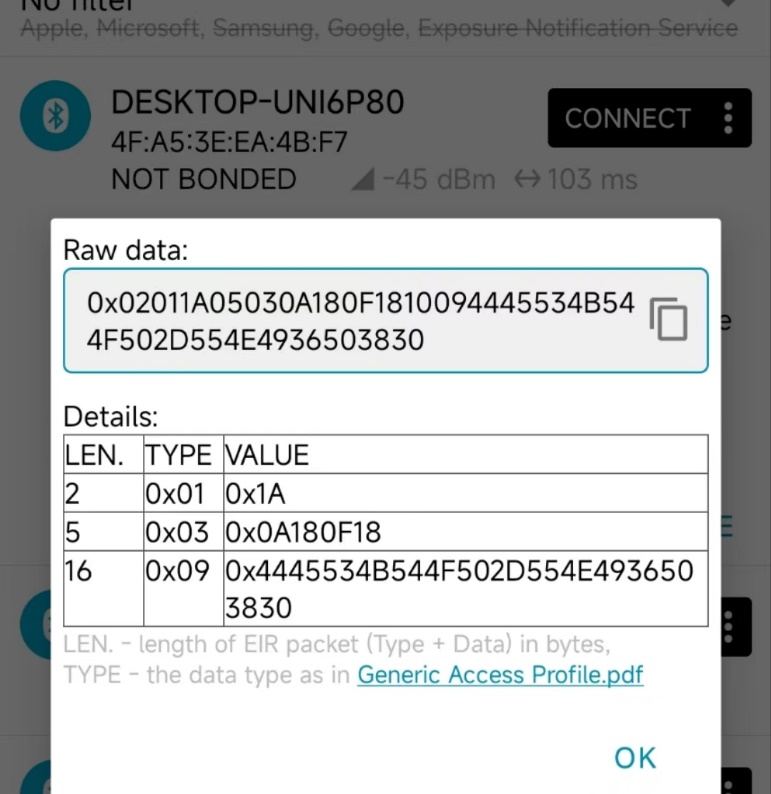 No filter
Apple, Microsoft, Samsung, Google, Exposure Notification Service
DESKTOP-UNI6P80
4F:A5:3E:EA:4B:F7
CONNECT
NOT BONDED -45 dBm ↔ 103 ms
Raw data:
0x02011A05030A180F1810094445534B54
4F502D554E4936503830
e
Details:
LEN. TYPE VALUE
2 0x01 0x1A
5 0x03 0x0A180F18
E
16 0x09 0x4445534B544F502D554E493650
3830
LEN. - length of EIR packet (Type + Data) in bytes,
TYPE - the data type as in Generic Access Profile.pdf
OK